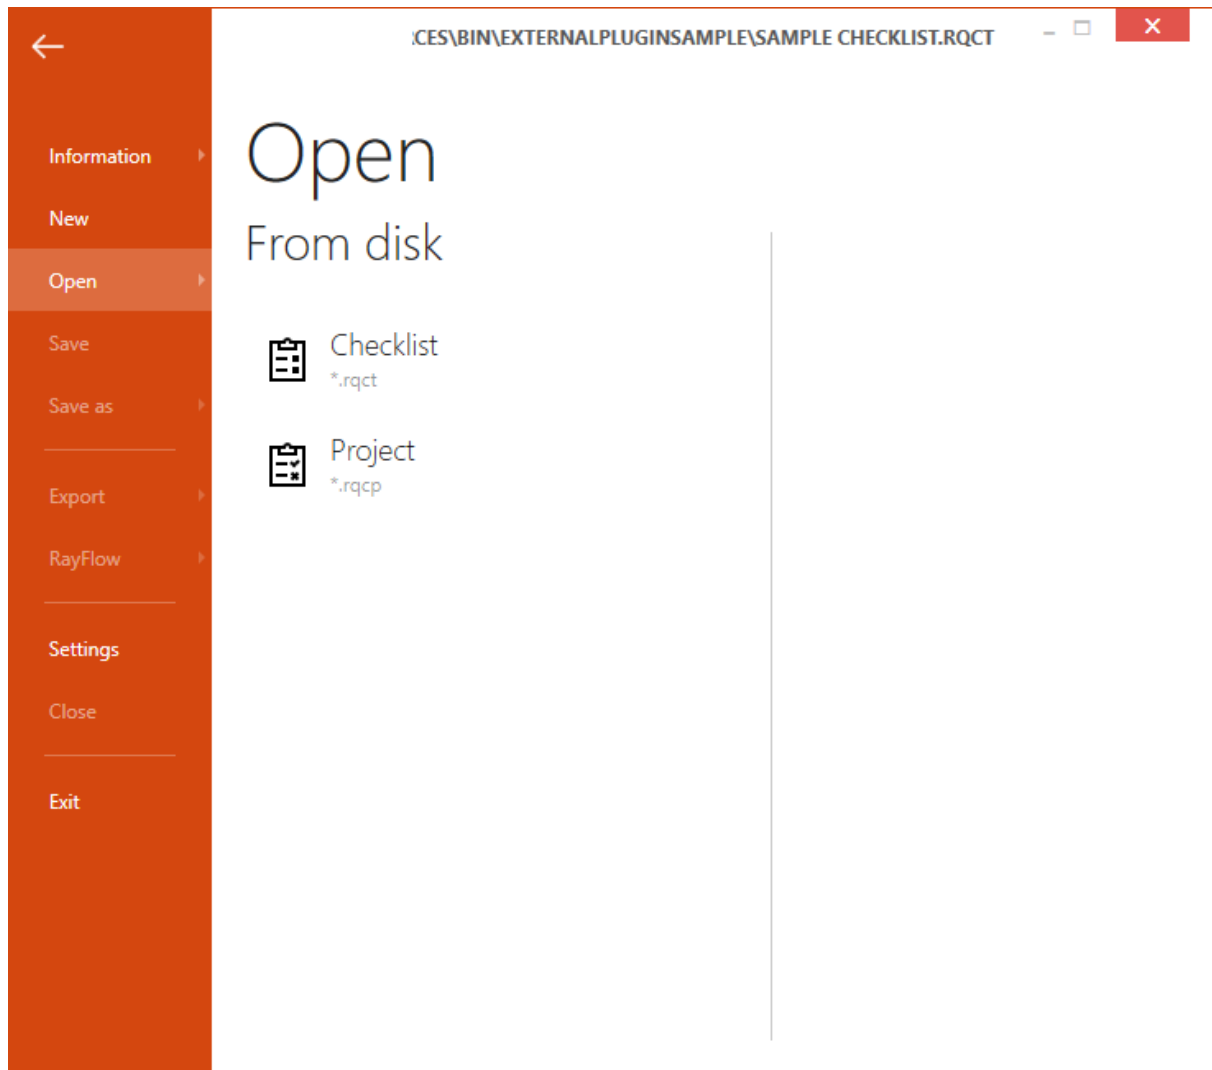 :CES\BIN\EXTERNALPLUGINSAMPLE\SAMPLE CHECKLIST.RQCT
Information
New
Open
Save
Save as
Export
RayFlow
Settings
Close
Exit
Open
From disk
Checklist
*.rqct
Project
*.rqcp